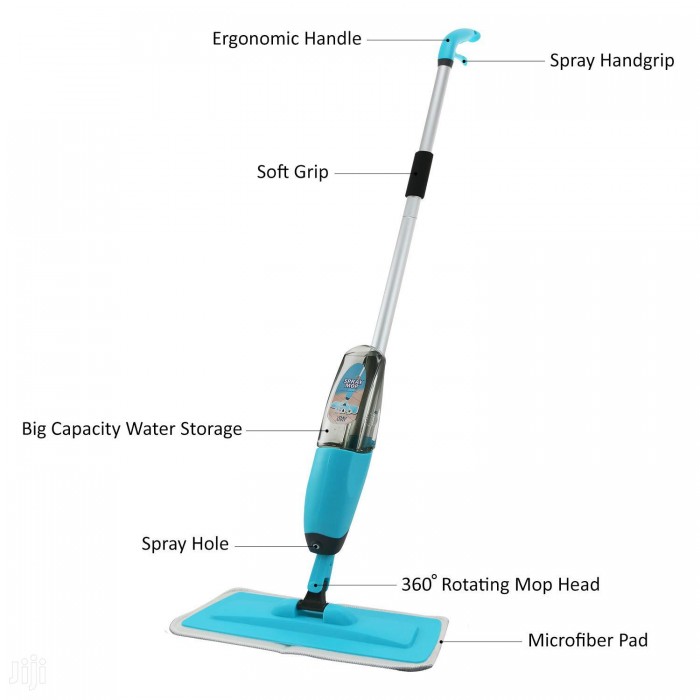 Ergonomic Handle
Spray Handgrip
Soft Grip
SPRAY
MOP
Big Capacity Water Storage
Spray Hole
360° Rotating Mop Head
Microfiber Pad
Jiji